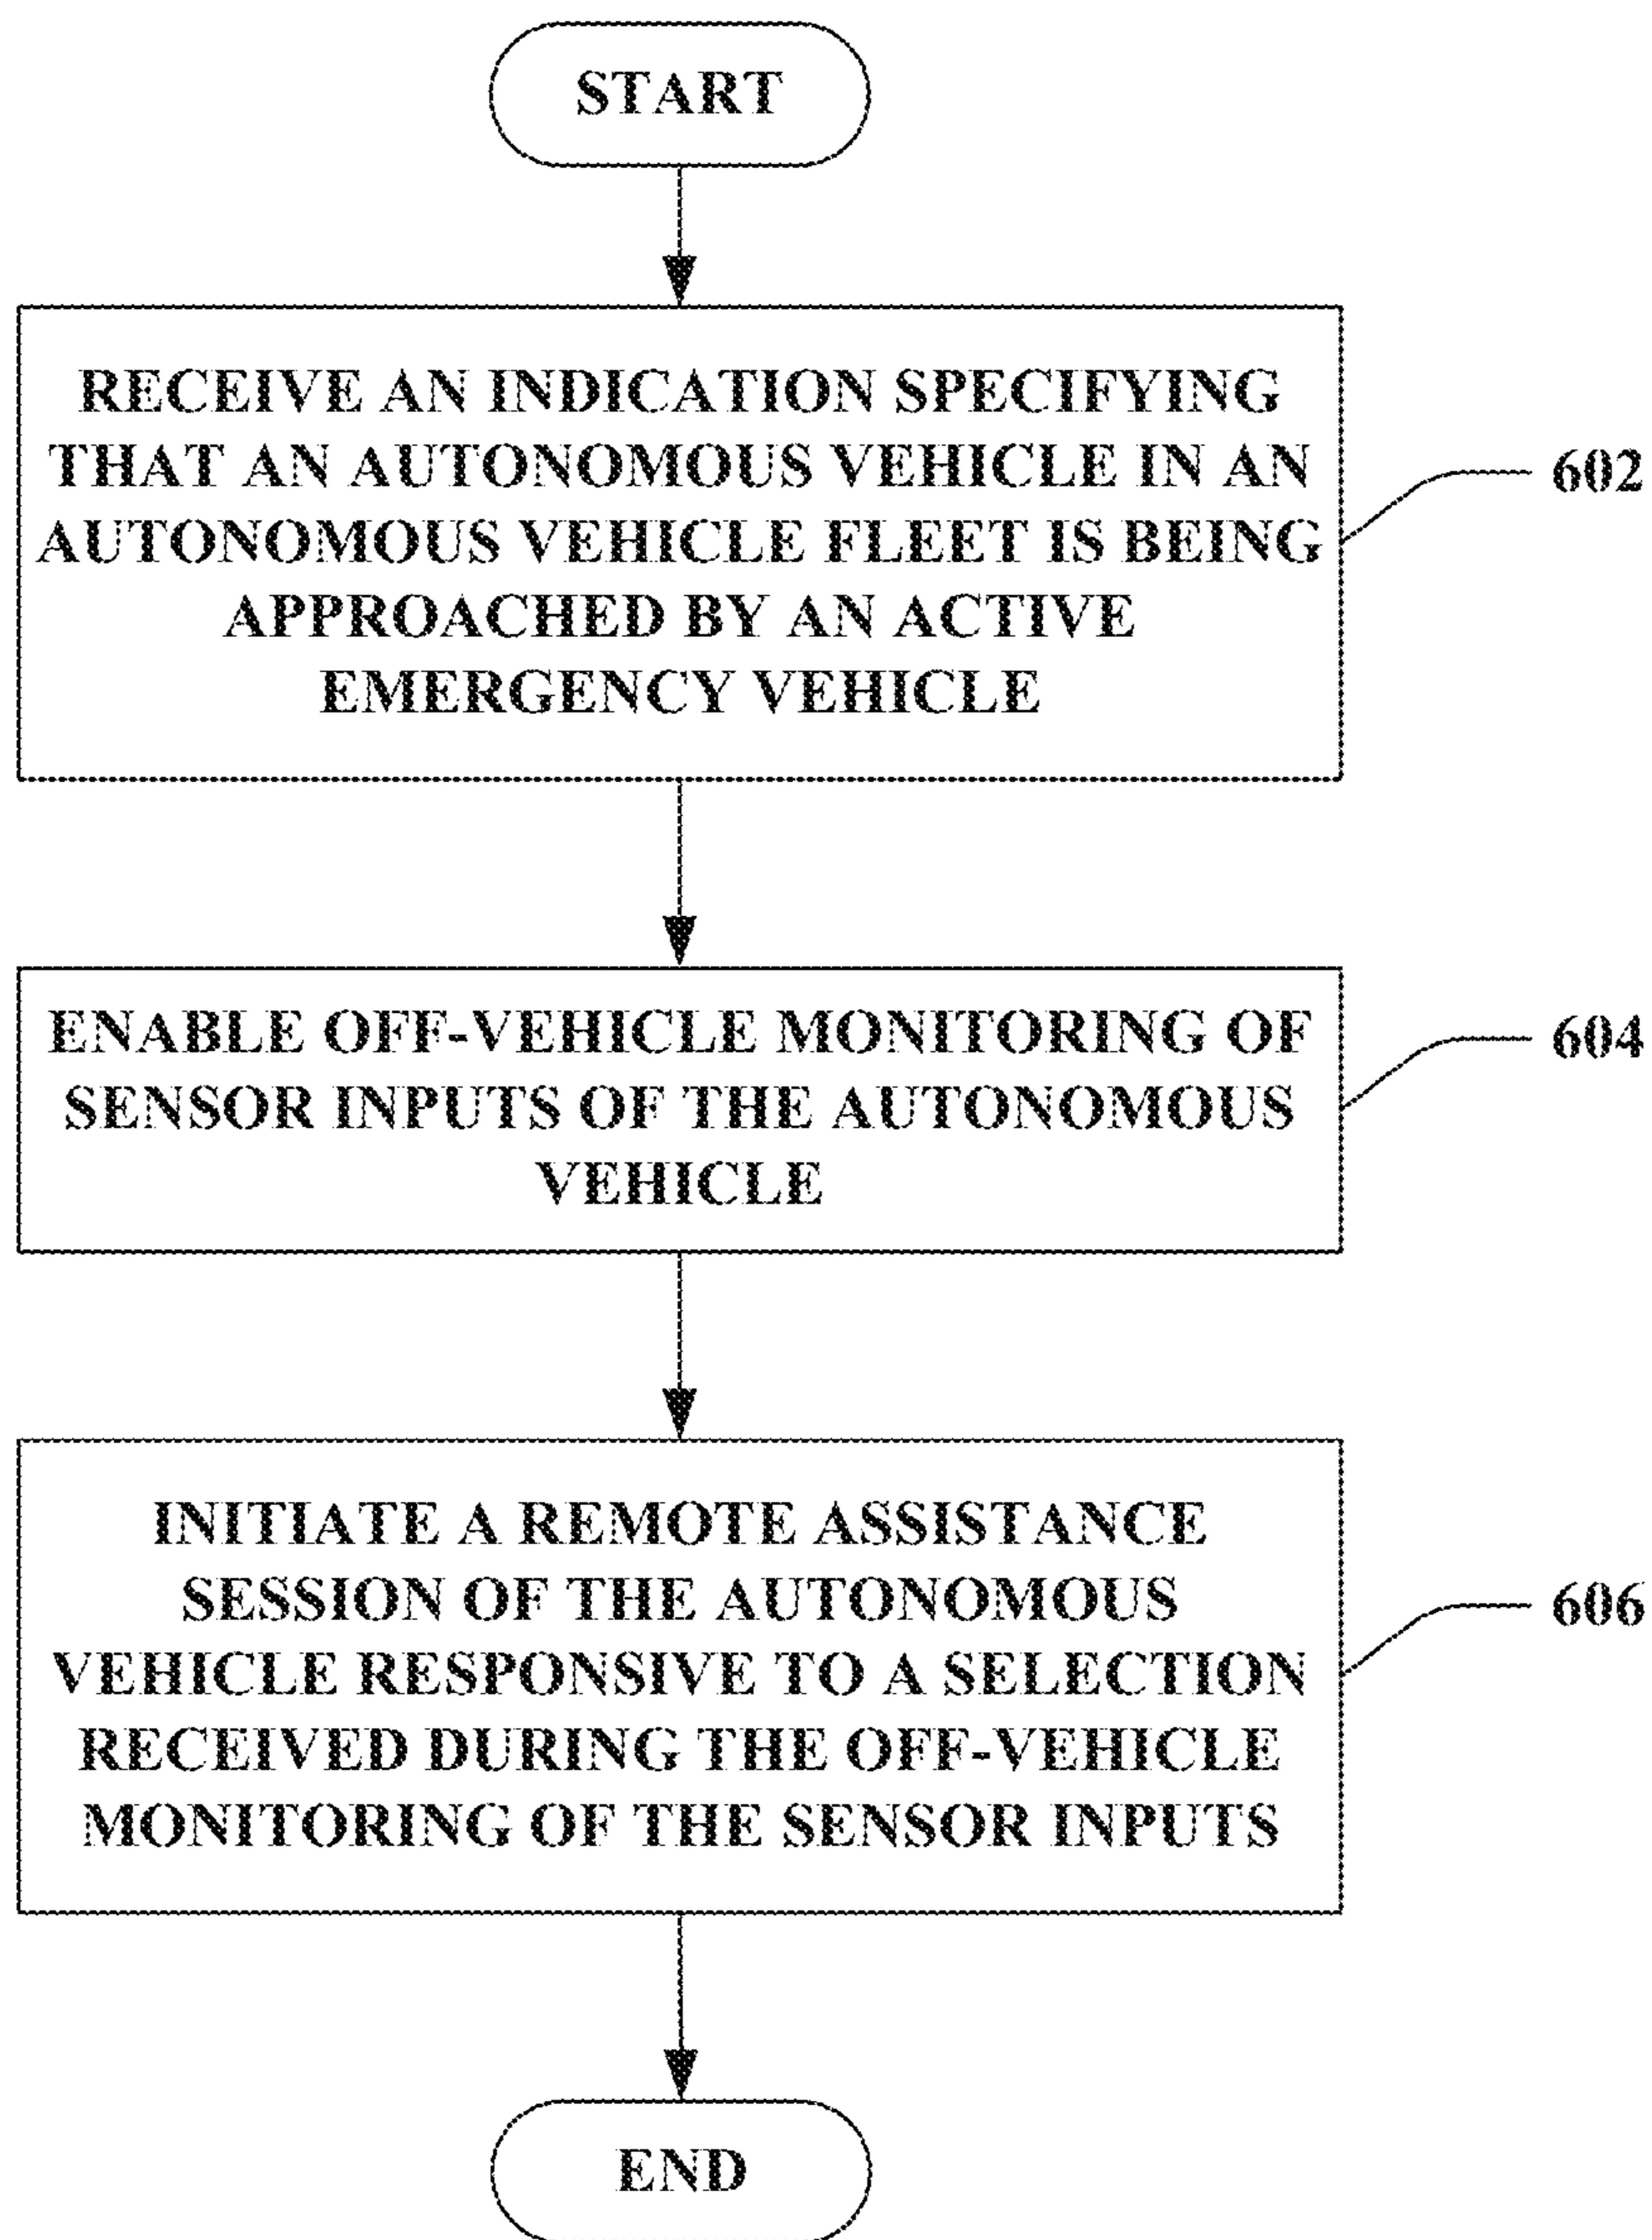 START
RECEIVE AN INDICATION SPECIFYING
THAT AN AUTONOMOUS VEHICLE IN AN
AUTONOMOUS VEHICLE FLEET IS BEING
APPROACHED BY AN ACTIVE
EMERGENCY VEHICLE
602
ENABLE OFF-VEHICLE MONITORING OF
SENSOR INPUTS OF THE AUTONOMOUS
VEHICLE
604
INITIATE A REMOTE ASSISTANCE
SESSION OF THE AUTONOMOUS
VEHICLE RESPONSIVE TO A SELECTION
RECEIVED DURING THE OFF-VEHICLE
MONITORING OF THE SENSOR INPUTS
606
END